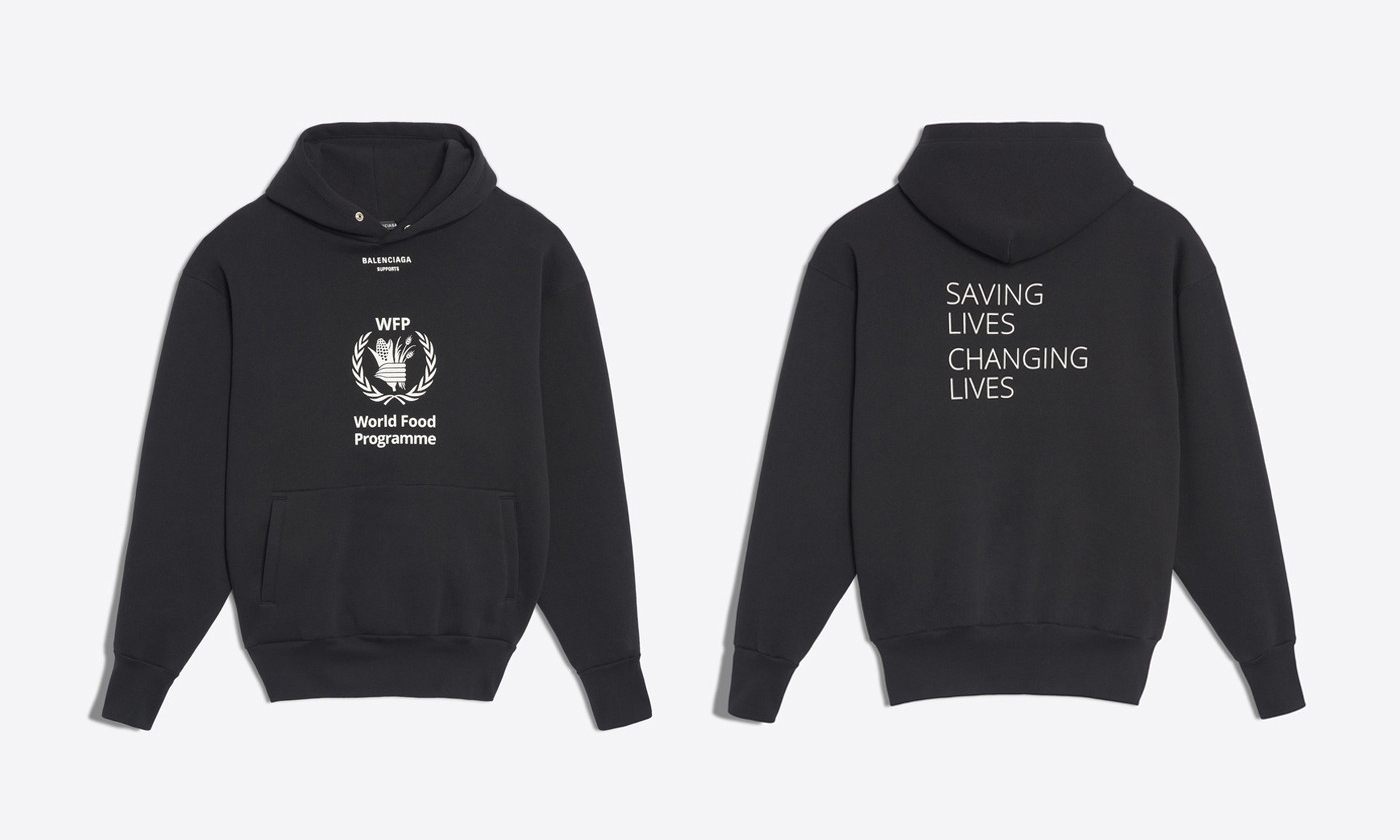 BALENCIAGA
SUPPORTS
WFP
World Food
Programme
SAVING
LIVES
CHANGING
LIVES